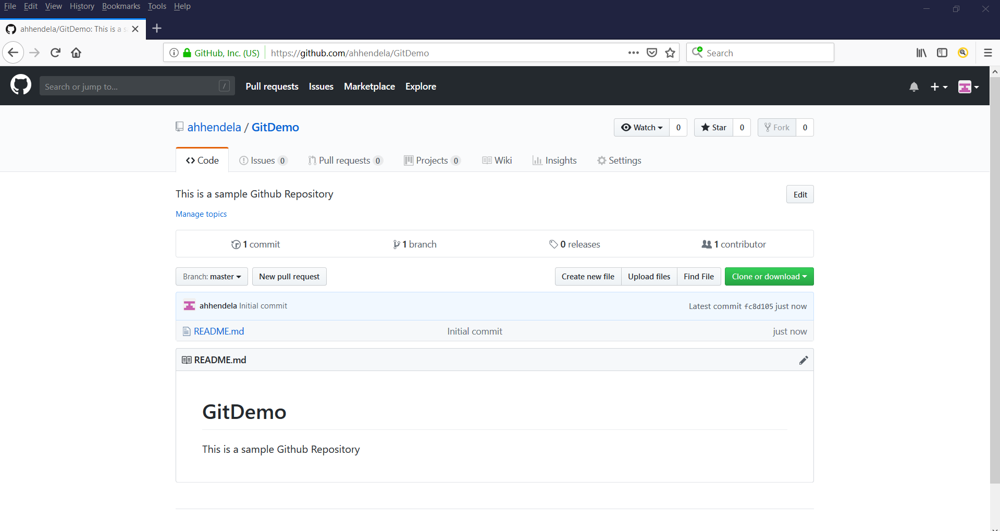 File Edit View History Bookmarks Tools Help
ahhendela/GitDemo: This is a s
GitHub, Inc. (US) https://github.com/ahhendela/GitDemo Search
Search or jump to... / Pull requests Issues Marketplace Explore
ahhendela / GitDemo Watch 0 Star 0 Fork 0
Code Issues 0 Pull requests 0 Projects 0 Wiki Insights Settings
This is a sample Github Repository Edit
Manage topics
1 commit 1 branch 0 releases 1 contributor
Branch: master New pull request Create new file Upload files Find File Clone or download
ahhendela Initial commit Latest commit fc8d105 just now
README.md Initial commit just now
README.md
GitDemo
This is a sample Github Repository